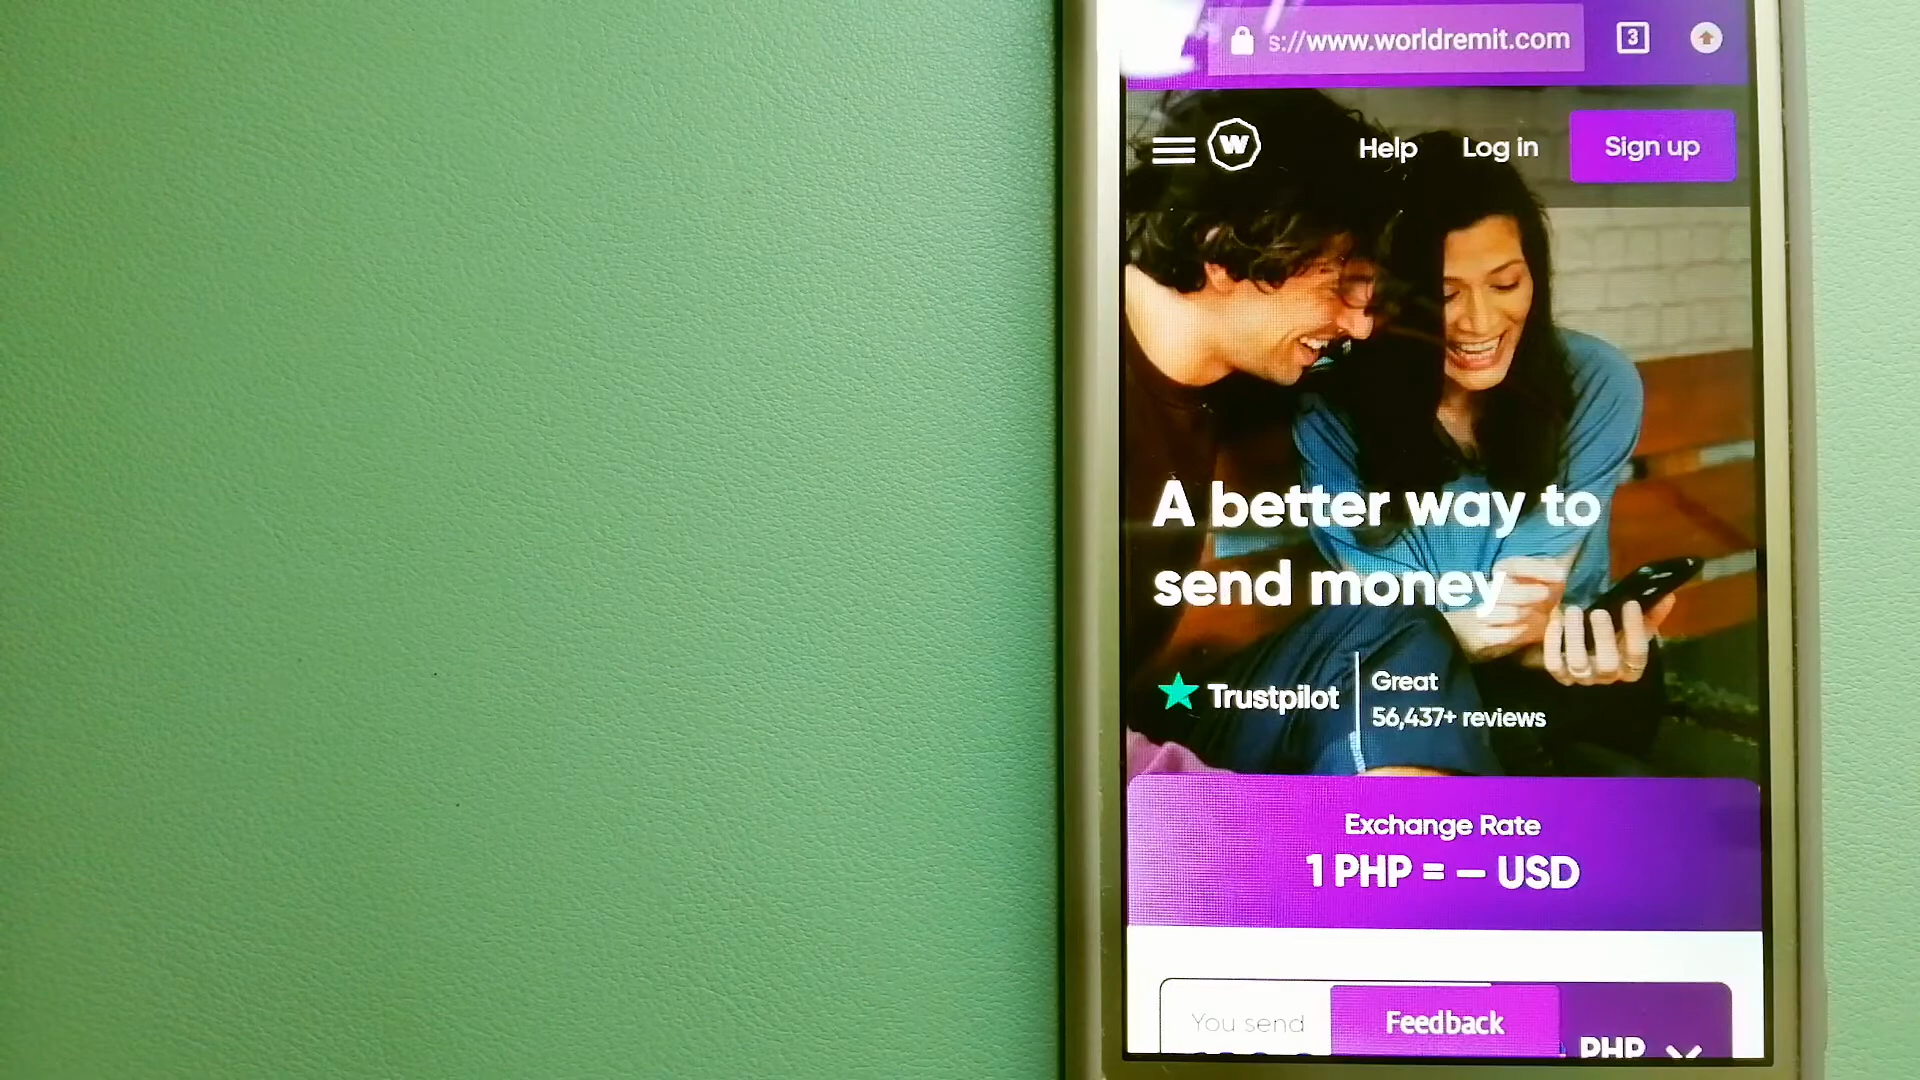 s://www.worldremit.com
3
W
Help
Log in
Sign up
A better way to
send money
Trustpilot
Great
56,437+ reviews
Exchange Rate
1 PHP = — USD
You send
Feedback
PHP